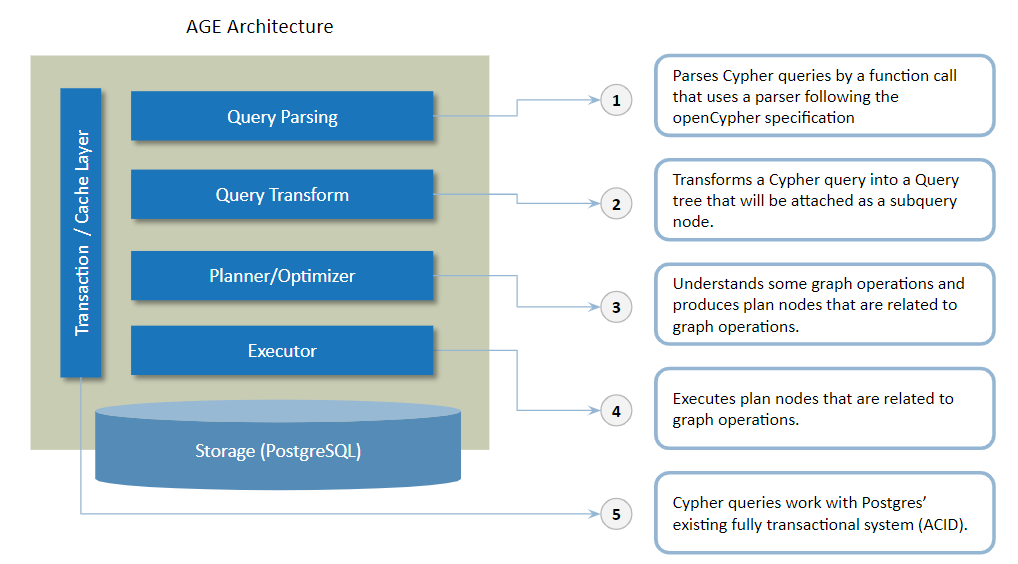 AGE Architecture
Transaction / Cache Layer
Query Parsing
Query Transform
Planner/Optimizer
Executor
Storage (PostgreSQL)
1
Parses Cypher queries by a function call
that uses a parser following the
openCypher specification
2
Transforms a Cypher query into a Query
tree that will be attached as a subquery
node.
3
Understands some graph operations and
produces plan nodes that are related to
graph operations.
4
Executes plan nodes that are related to
graph operations.
5
Cypher queries work with Postgres’
existing fully transactional system (ACID).